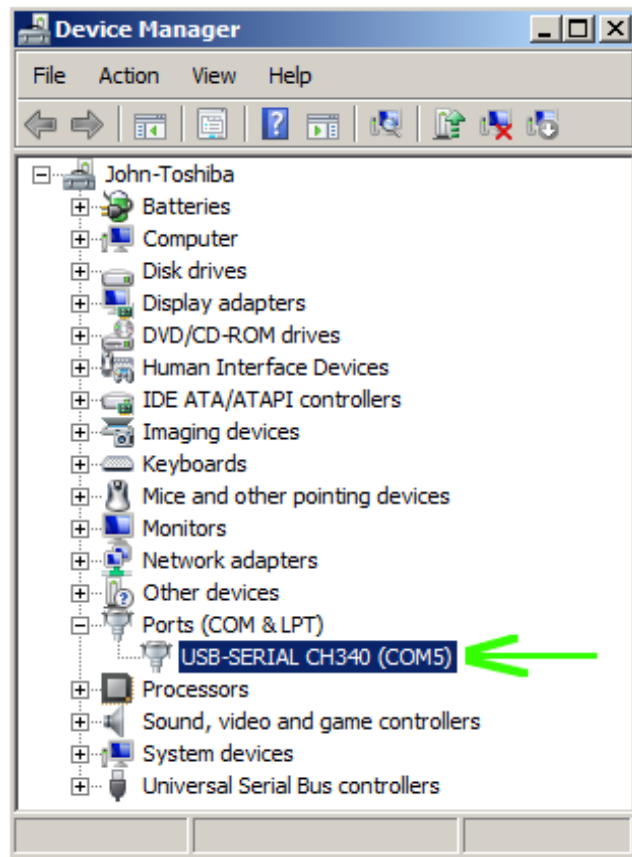 Device Manager
File Action View Help
John-Toshiba
Batteries
Computer
Disk drives
Display adapters
DVD/CD-ROM drives
Human Interface Devices
IDE ATA/ATAPI controllers
Imaging devices
Keyboards
Mice and other pointing devices
Monitors
Network adapters
Other devices
Ports (COM & LPT)
USB-SERIAL CH340 (COM5)
Processors
Sound, video and game controllers
System devices
Universal Serial Bus controllers